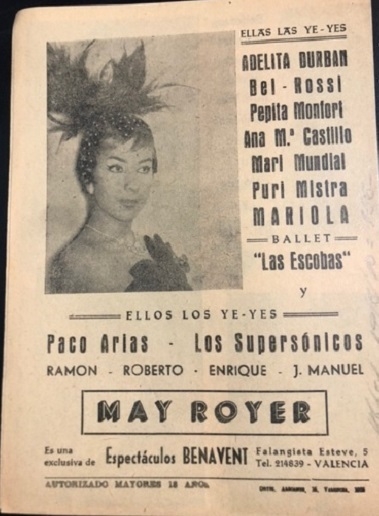 ELLAS LAS YE-YES
ADELITA DURBAN
Bel - Rossi
Pepita Monfort
Ana M.ª Casti​llo
Mari Mundial
Puri Mistra
MARIOLA
BALLET
"Las Escobas"
y
ELLOS LOS YE-YES
Paco Arias - Los Supersónicos
RAMON - ROBERTO - ENRIQUE - J. MANUEL
MAY ROYER
Es una exclusiva de Espectáculos BENAVENT Falangista Esteve, 5
Tel. 214839 - VALENCIA
AUTORIZADO MAYORES 18 AÑOS